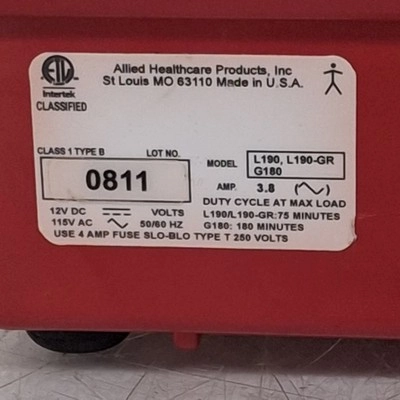 ETL
Intertek
CLASSIFIED
Allied Healthcare Products, Inc
St Louis MO 63110 Made in U.S.A.
CLASS 1 TYPE B LOT NO.
0811
MODEL L190, L190-GR
G180
AMP. 3.8 (~)
DUTY CYCLE AT MAX LOAD
L190/L190-GR:75 MINUTES
G180: 180 MINUTES
12V DC ⎓ VOLTS
115V AC ~ 50/60 HZ
USE 4 AMP FUSE SLO-BLO TYPE T 250 VOLTS